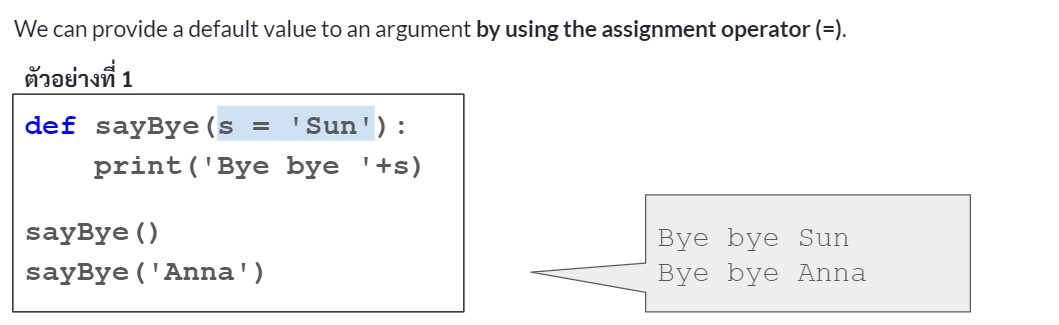 We can provide a default value to an argument by using the assignment operator (=).
ตัวอย่างที่ 1
def sayBye(s = 'Sun'):
    print('Bye bye '+s)
sayBye()
sayBye('Anna')
Bye bye Sun
Bye bye Anna